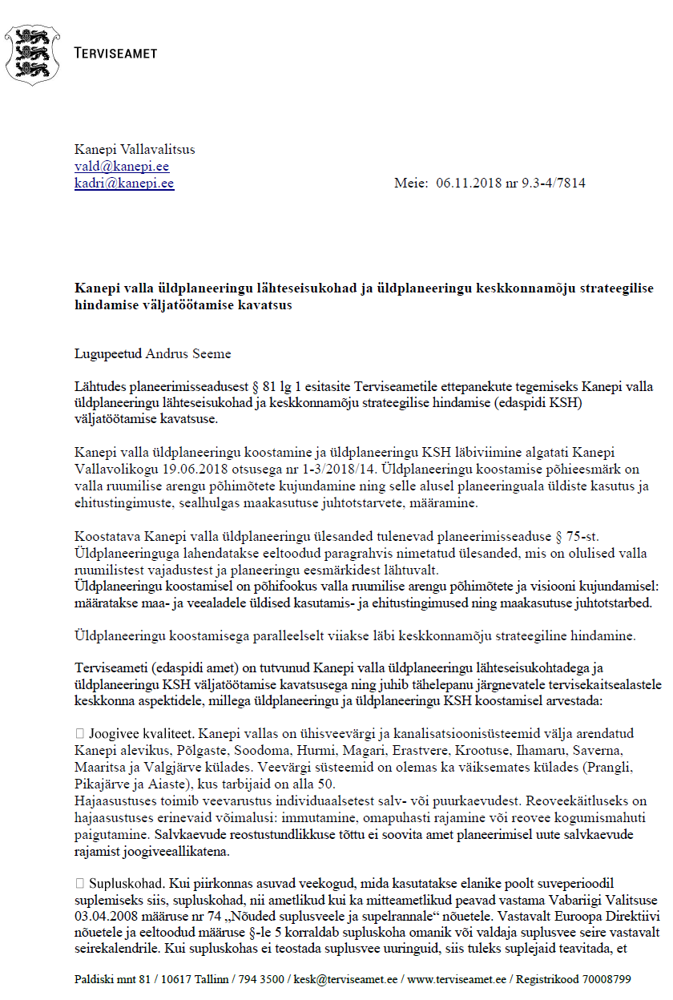 TERVISEAMET
Kanepi Vallavalitsus
vald@kanepi.ee
kadri@kanepi.ee Meie: 06.11.2018 nr 9.3-4/7814
Kanepi valla üldplaneeringu lähteseisukohad ja üldplaneeringu keskkonnamõju strateegilise
hindamise väljatöötamise kavatsus
Lugupeetud Andrus Seeme
Lähtudes planeerimisseadusest § 81 lg 1 esitasite Terviseametile ettepanekute tegemiseks Kanepi valla
üldplaneeringu lähteseisukohad ja keskkonnamõju strateegilise hindamise (edaspidi KSH)
väljatöötamise kavatsuse.
Kanepi valla üldplaneeringu koostamine ja üldplaneeringu KSH läbiviimine algatati Kanepi
Vallavolikogu 19.06.2018 otsusega nr 1-3/2018/14. Üldplaneeringu koostamise põhieesmärk on
valla ruumilise arengu põhimõtete kujundamine ning selle alusel planeeringuala üldiste kasutus ja
ehitustingimuste, sealhulgas maakasutuse juhtotstarvete, määramine.
Koostatava Kanepi valla üldplaneeringu ülesanded tulenevad planeerimisseaduse § 75-st.
Üldplaneeringuga lahendatakse eeltoodud paragrahvis nimetatud ülesanded, mis on olulised valla
ruumilistest vajadustest ja planeeringu eesmärkidest lähtuvalt.
Üldplaneeringu koostamisel on põhifookus valla ruumilise arengu põhimõtete ja visiooni kujundamisel:
määratakse maa- ja veealadele üldised kasutamis- ja ehitustingimused ning maakasutuse juhtotstarbed.
Üldplaneeringu koostamisega paralleelselt viiakse läbi keskkonnamõju strateegiline hindamine.
Terviseameti (edaspidi amet) on tutvunud Kanepi valla üldplaneeringu lähteseisukohtadega ja
üldplaneeringu KSH väljatöötamise kavatsusega ning juhib tähelepanu järgnevatele tervisekaitsealastele
keskkonna aspektidele, millega üldplaneeringu ja üldplaneeringu KSH koostamisel arvestada:
Joogivee kvaliteet. Kanepi vallas on ühisveevärgi ja kanalisatsioonisüsteemid välja arendatud
Kanepi alevikus, Põlgaste, Soodoma, Hurmi, Magari, Erastvere, Krootuse, Ihamaru, Saverna,
Maaritsa ja Valgjärve külades. Veevärgi süsteemid on olemas ka väiksemates külades (Prangli,
Pikajärve ja Aiaste), kus tarbijaid on alla 50.
Hajaasustuses toimib veevarustus individuaalsetest salv- või puurkaevudest. Reoveekäitluseks on
hajaasustuses erinevaid võimalusi: immutamine, omapuhasti rajamine või reovee kogumismahuti
paigutamine. Salvkaevude reostustundlikkuse tõttu ei soovita amet planeerimisel uute salvkaevude
rajamist joogiveeallikatena.
Supluskohad. Kui piirkonnas asuvad veekogud, mida kasutatakse elanike poolt suveperioodil
suplemiseks siis, supluskohad, nii ametlikud kui ka mitteametlikud peavad vastama Vabariigi Valitsuse
03.04.2008 määruse nr 74 „Nõuded suplusveele ja supelrannale“ nõuetele. Vastavalt Euroopa Direktiivi
nõuetele ja eeltoodud määruse §-le 5 korraldab supluskoha omanik või valdaja suplusvee seire vastavalt
seirekalendrile. Kui supluskohas ei teostata suplusvee uuringuid, siis tuleks suplejaid teavitada, et
Paldiski mnt 81 / 10617 Tallinn / 794 3500 / kesk@terviseamet.ee / www.terviseamet.ee / Registrikood 70008799